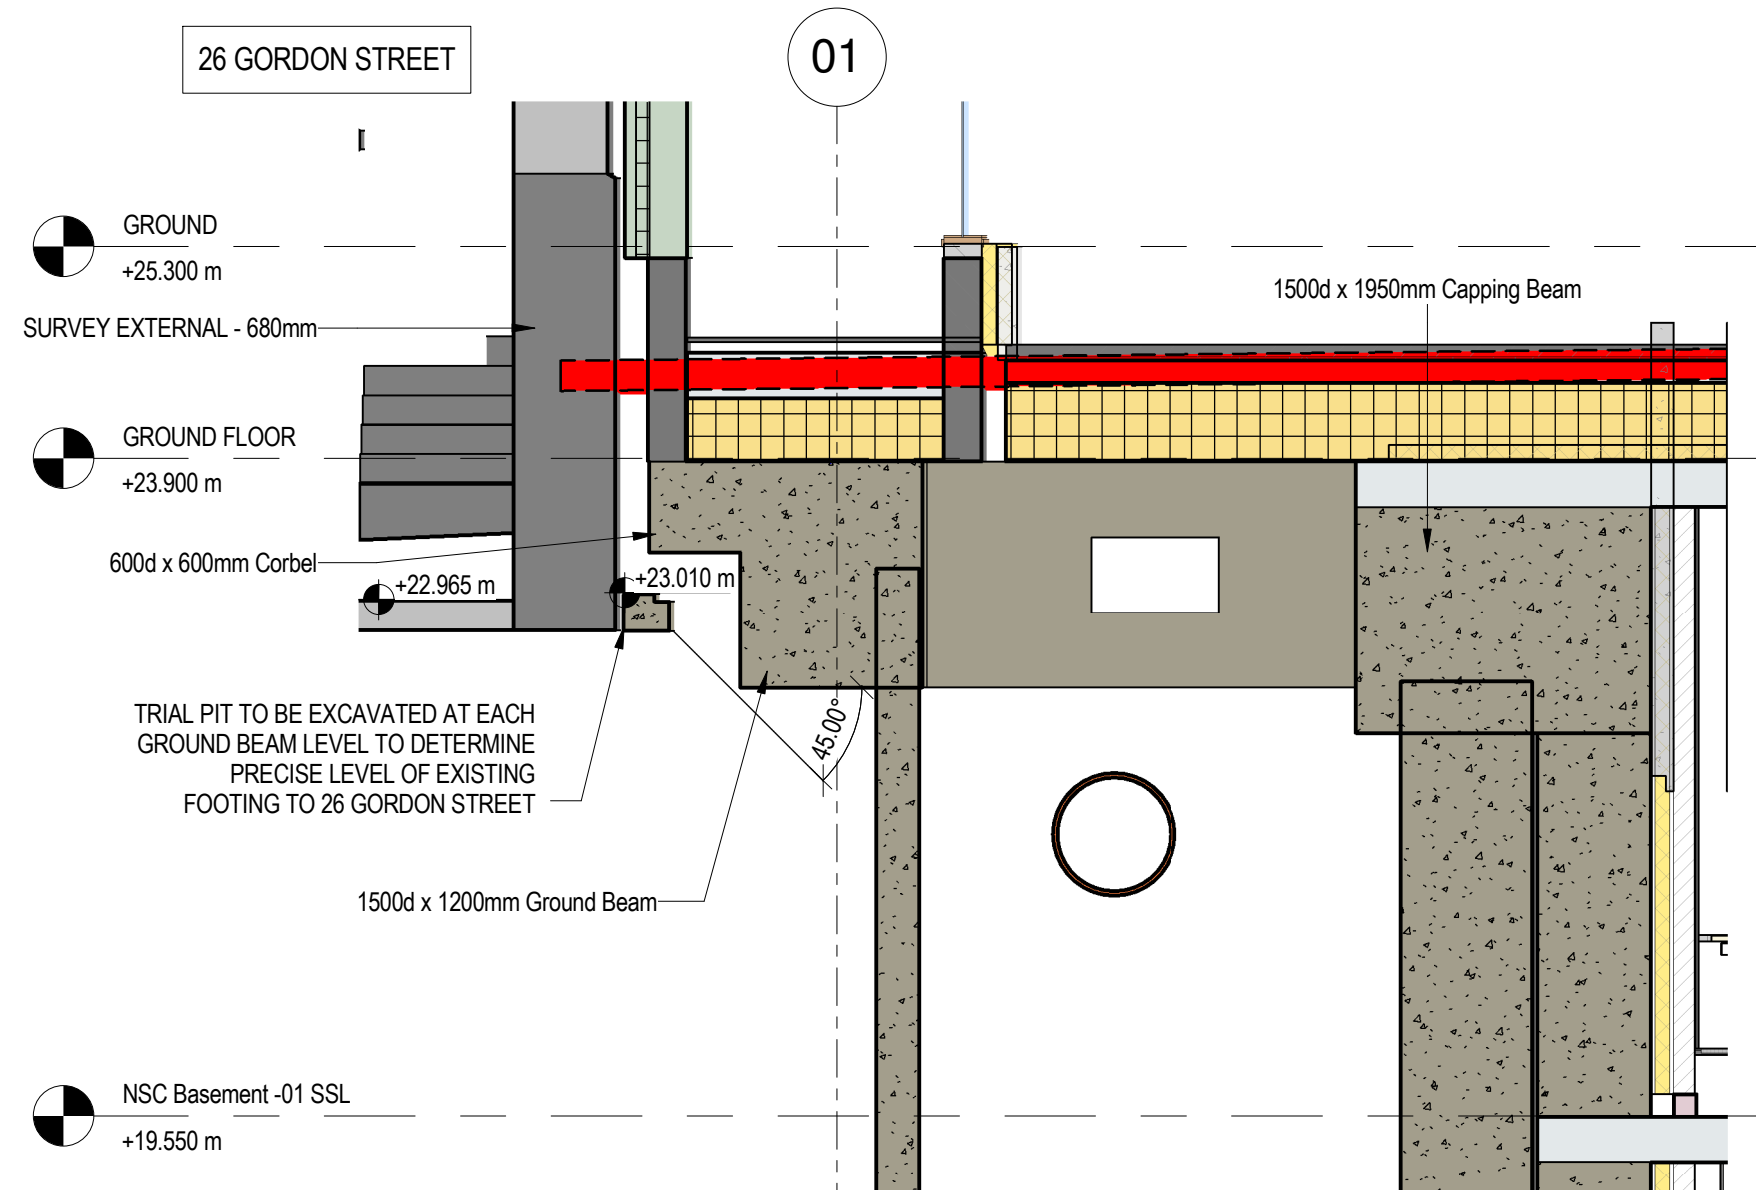 26 GORDON STREET
01
GROUND
+25.300 m
SURVEY EXTERNAL - 680mm
1500d x 1950mm Capping Beam
GROUND FLOOR
+23.900 m
600d x 600mm Corbel
+22.965 m
+23.010 m
TRIAL PIT TO BE EXCAVATED AT EACH
GROUND BEAM LEVEL TO DETERMINE
PRECISE LEVEL OF EXISTING
FOOTING TO 26 GORDON STREET
45.00°
1500d x 1200mm Ground Beam
NSC Basement -01 SSL
+19.550 m